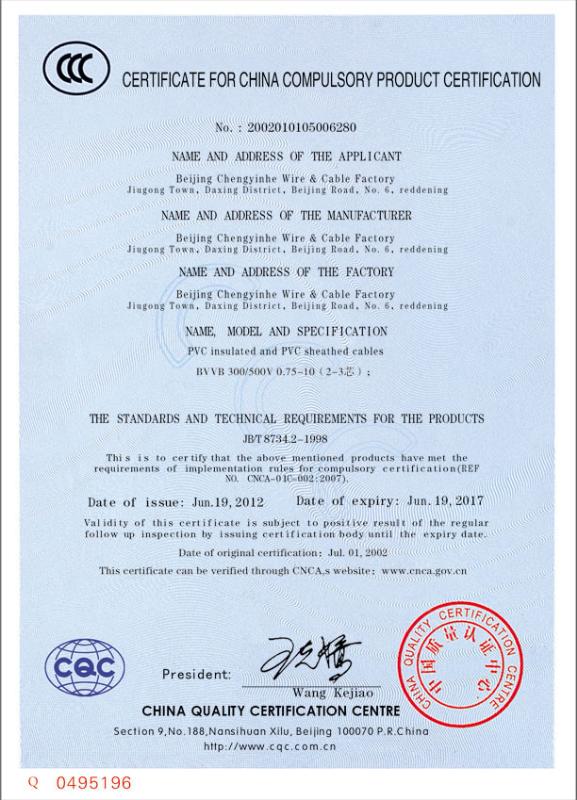 CCC
CERTIFICATE FOR CHINA COMPULSORY PRODUCT CERTIFICATION
No. : 2002010105006280
NAME AND ADDRESS OF THE APPLICANT
Beijing Chengyinhe Wire & Cable Factory
Jiugong Town, Daxing District, Beijing Road, No. 6, reddening
NAME AND ADDRESS OF THE MANUFACTURER
Beijing Chengyinhe Wire & Cable Factory
Jiugong Town, Daxing District, Beijing Road, No. 6, reddening
NAME AND ADDRESS OF THE FACTORY
Beijing Chengyinhe Wire & Cable Factory
Jiugong Town, Daxing District, Beijing Road, No. 6, reddening
NAME, MODEL AND SPECIFICATION
PVC insulated and PVC sheathed cables
BVVB 300/500V 0.75-10（2-3芯）;
THE STANDARDS AND TECHNICAL REQUIREMENTS FOR THE PRODUCTS
JB/T 8734.2-1998
This is to certify that the above mentioned products have met the
requirements of implementation rules for compulsory certification(REF
NO. CNCA-01C-002:2007).
Date of issue: Jun.19,2012 Date of expiry: Jun.19,2017
Validity of this certificate is subject to positive result of the regular
follow up inspection by issuing certification body until the expiry date.
Date of original certification: Jul. 01, 2002
This certificate can be verified through CNCA,s website: www.cnca.gov.cn
CQC
President:
Wang Kejiao
CHINA QUALITY CERTIFICATION CENTRE
中国质量认证中心
CHINA QUALITY CERTIFICATION CENTRE
Section 9,No.188,Nansihuan Xilu, Beijing 100070 P.R.China
http://www.cqc.com.cn
Q 0495196